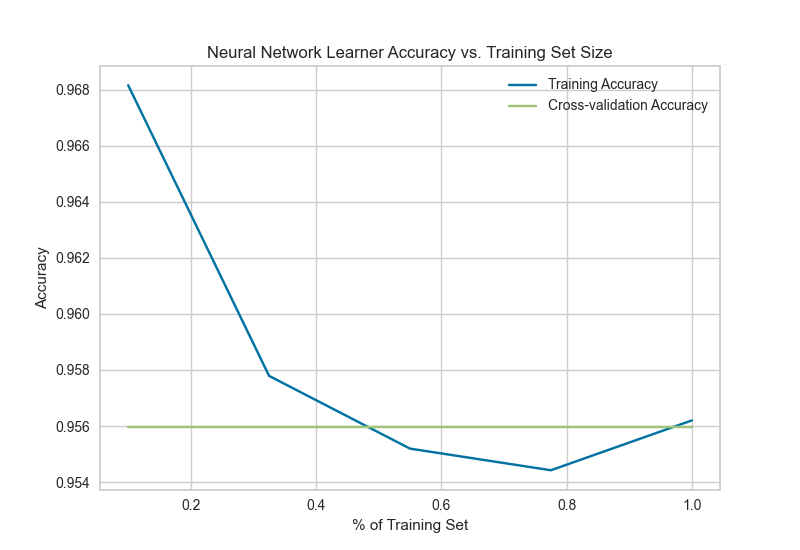 Neural Network Learner Accuracy vs. Training Set Size
Training Accuracy
Cross-validation Accuracy
0.968
0.966
0.964
0.962
0.960
0.958
0.956
0.954
Accuracy
0.2
0.4
0.6
0.8
1.0
% of Training Set